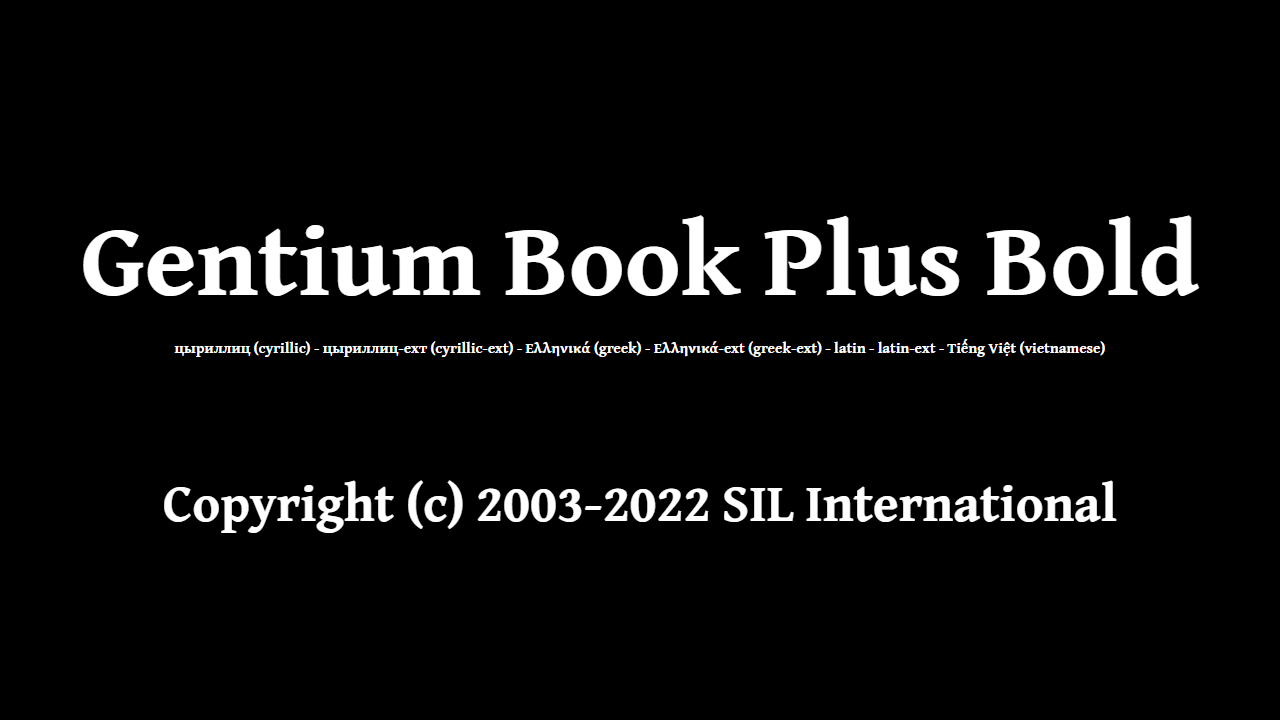 Gentium Book Plus Bold
цыриллиц (cyrillic) - цыриллиц-ехт (cyrillic-ext) - Ελληνικά (greek) - Ελληνικά-ext (greek-ext) - latin - latin-ext - Tiếng Việt (vietnamese)
Copyright (c) 2003-2022 SIL International